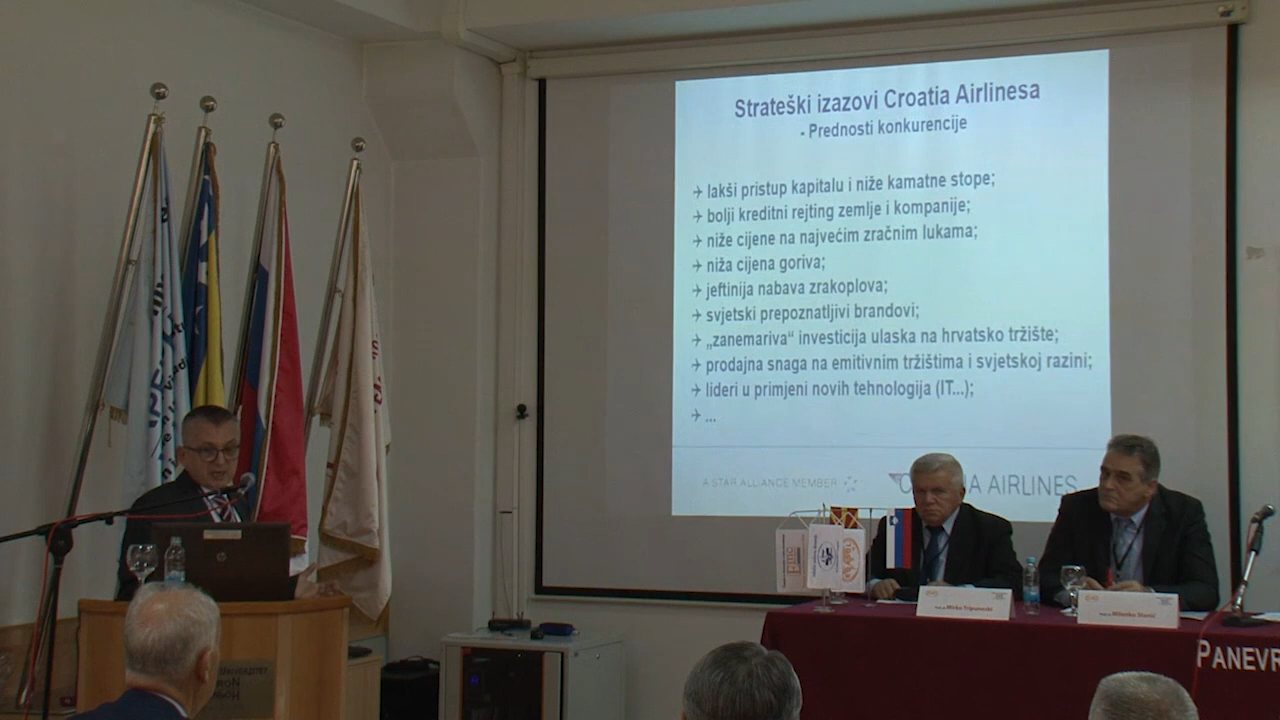 Strateški izazovi Croatia Airlinesa
- Prednosti konkurencije
lakši pristup kapitalu i niže kamatne stope;
bolji kreditni rejting zemlje i kompanije;
niže cijene na najvećim zračnim lukama;
niža cijena goriva;
jeftinija nabava zrakoplova;
svjetski prepoznatljivi brandovi;
„zanemariva“ investicija ulaska na hrvatsko tržište;
prodajna snaga na emitivnim tržištima i svjetskoj razini;
lideri u primjeni novih tehnologija (IT...);
...
A STAR ALLIANCE MEMBER
AIRLINES
hp
PANEVR